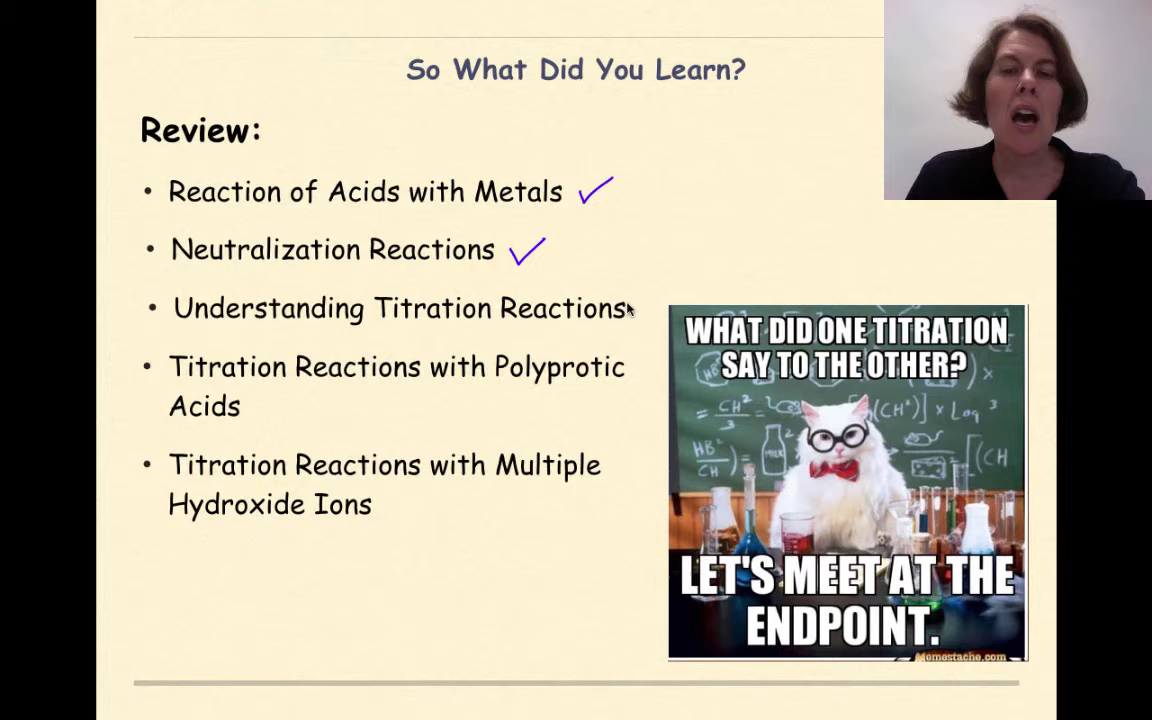 So What Did You Learn?
Review:
• Reaction of Acids with Metals
• Neutralization Reactions
• Understanding Titration Reactions
• Titration Reactions with Polyprotic
Acids
• Titration Reactions with Multiple
Hydroxide Ions
WHAT DID ONE TITRATION
SAY TO THE OTHER?
LET'S MEET AT THE
ENDPOINT.
Memestache.com